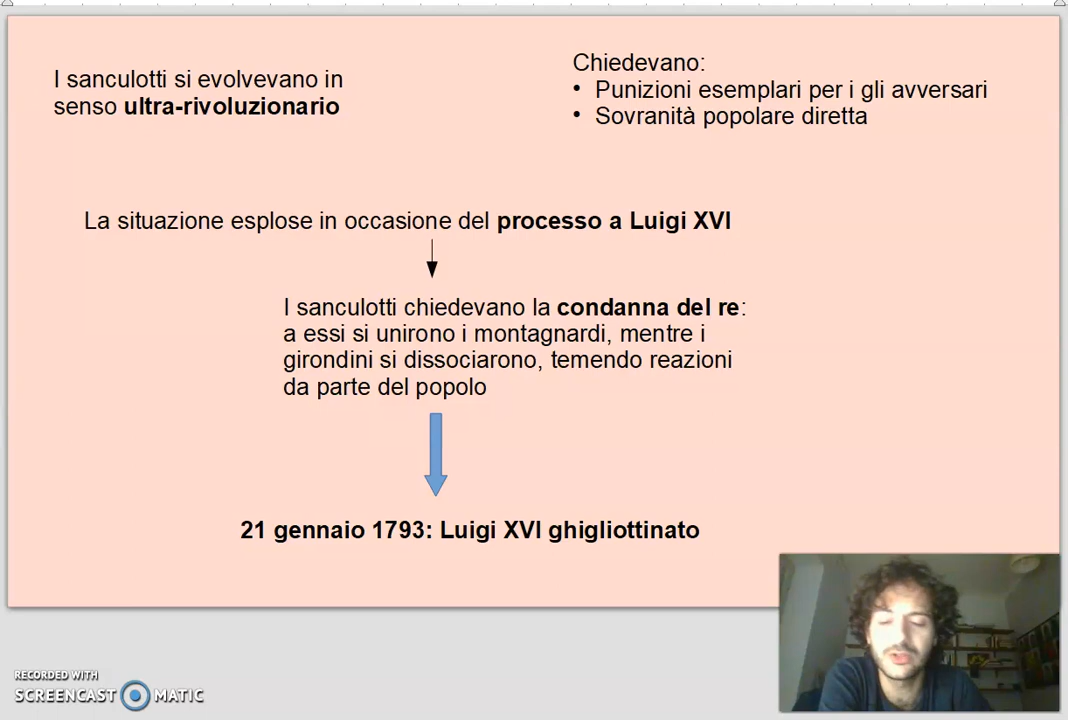 I sanculotti si evolvevano in
senso ultra-rivoluzionario
Chiedevano:
• Punizioni esemplari per i gli avversari
• Sovranità popolare diretta
La situazione esplose in occasione del processo a Luigi XVI
I sanculotti chiedevano la condanna del re:
a essi si unirono i montagnardi, mentre i
girondini si dissociarono, temendo reazioni
da parte del popolo
21 gennaio 1793: Luigi XVI ghigliottinato
RECORDED WITH
SCREENCAST MATIC